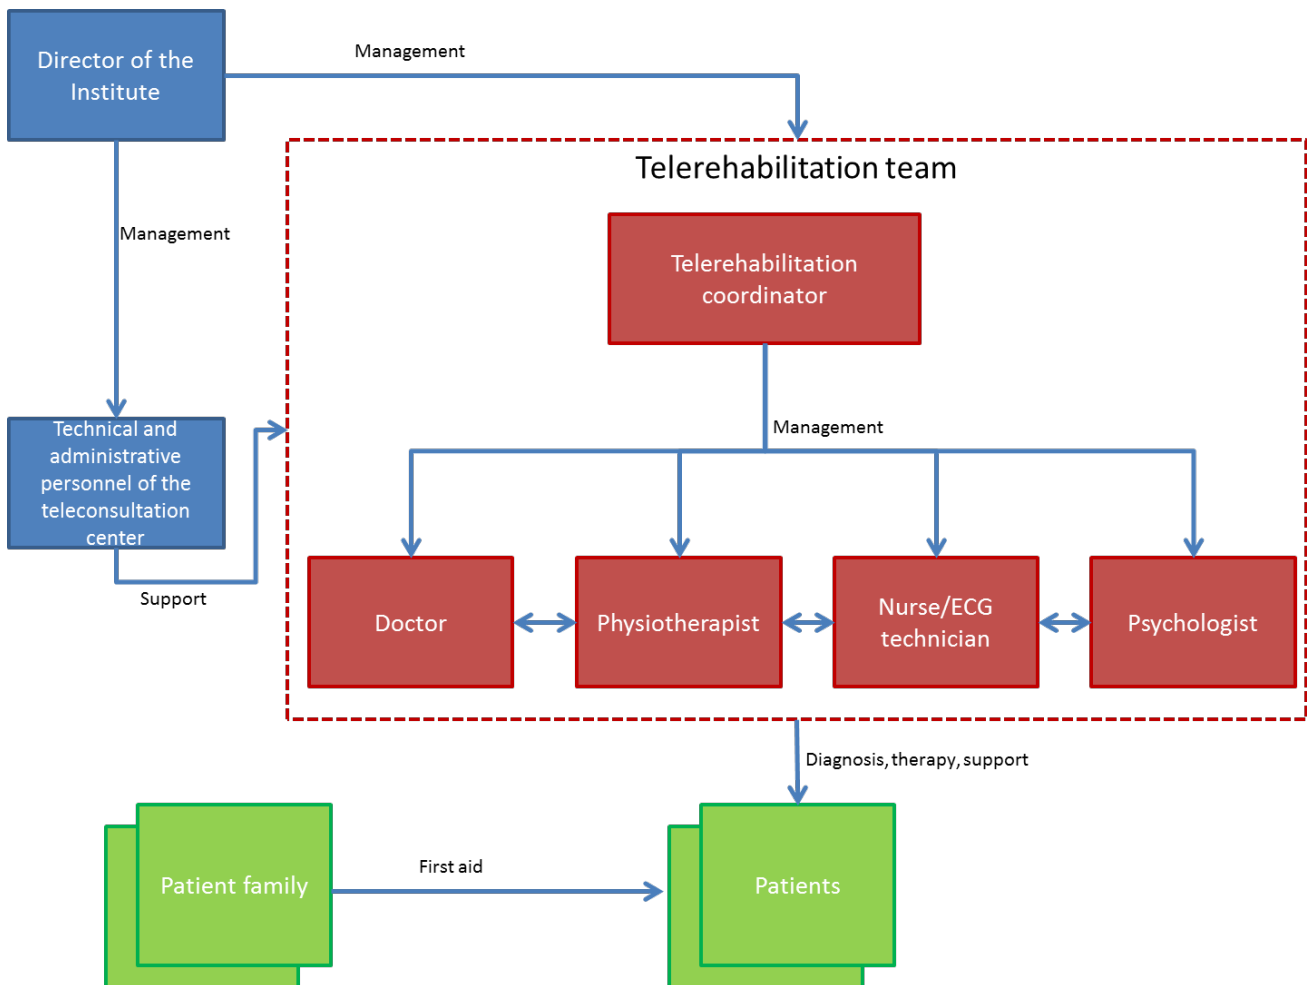 Director of the
Institute
Management
Telerehabilitation team
Telerehabilitation
coordinator
Management
Technical and
administrative
personnel of the
teleconsultation
center
Management
Support
Doctor
Physiotherapist
Nurse/ECG
technician
Psychologist
Diagnosis, therapy, support
Patient family
First aid
Patients